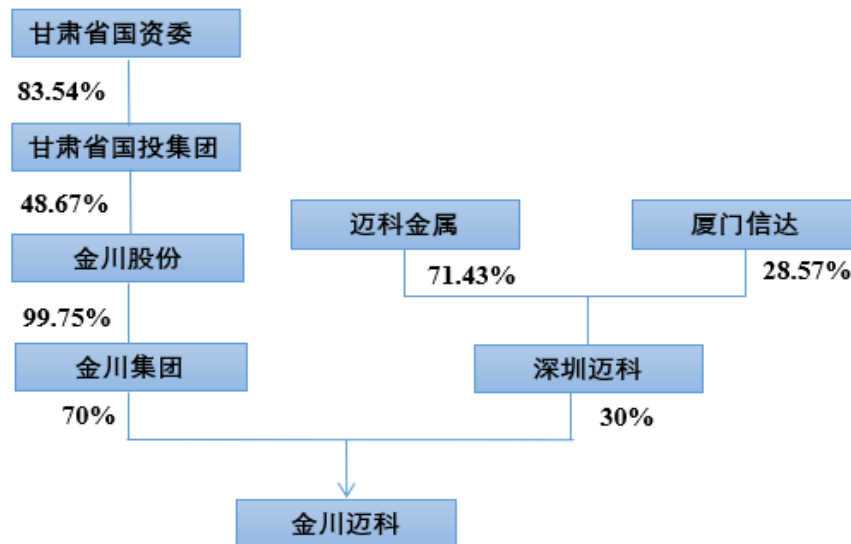 甘肃省国资委
83.54%
甘肃省国投集团
48.67%
迈科金属
厦门信达
金川股份
71.43%
28.57%
99.75%
金川集团
深圳迈科
70%
30%
金川迈科